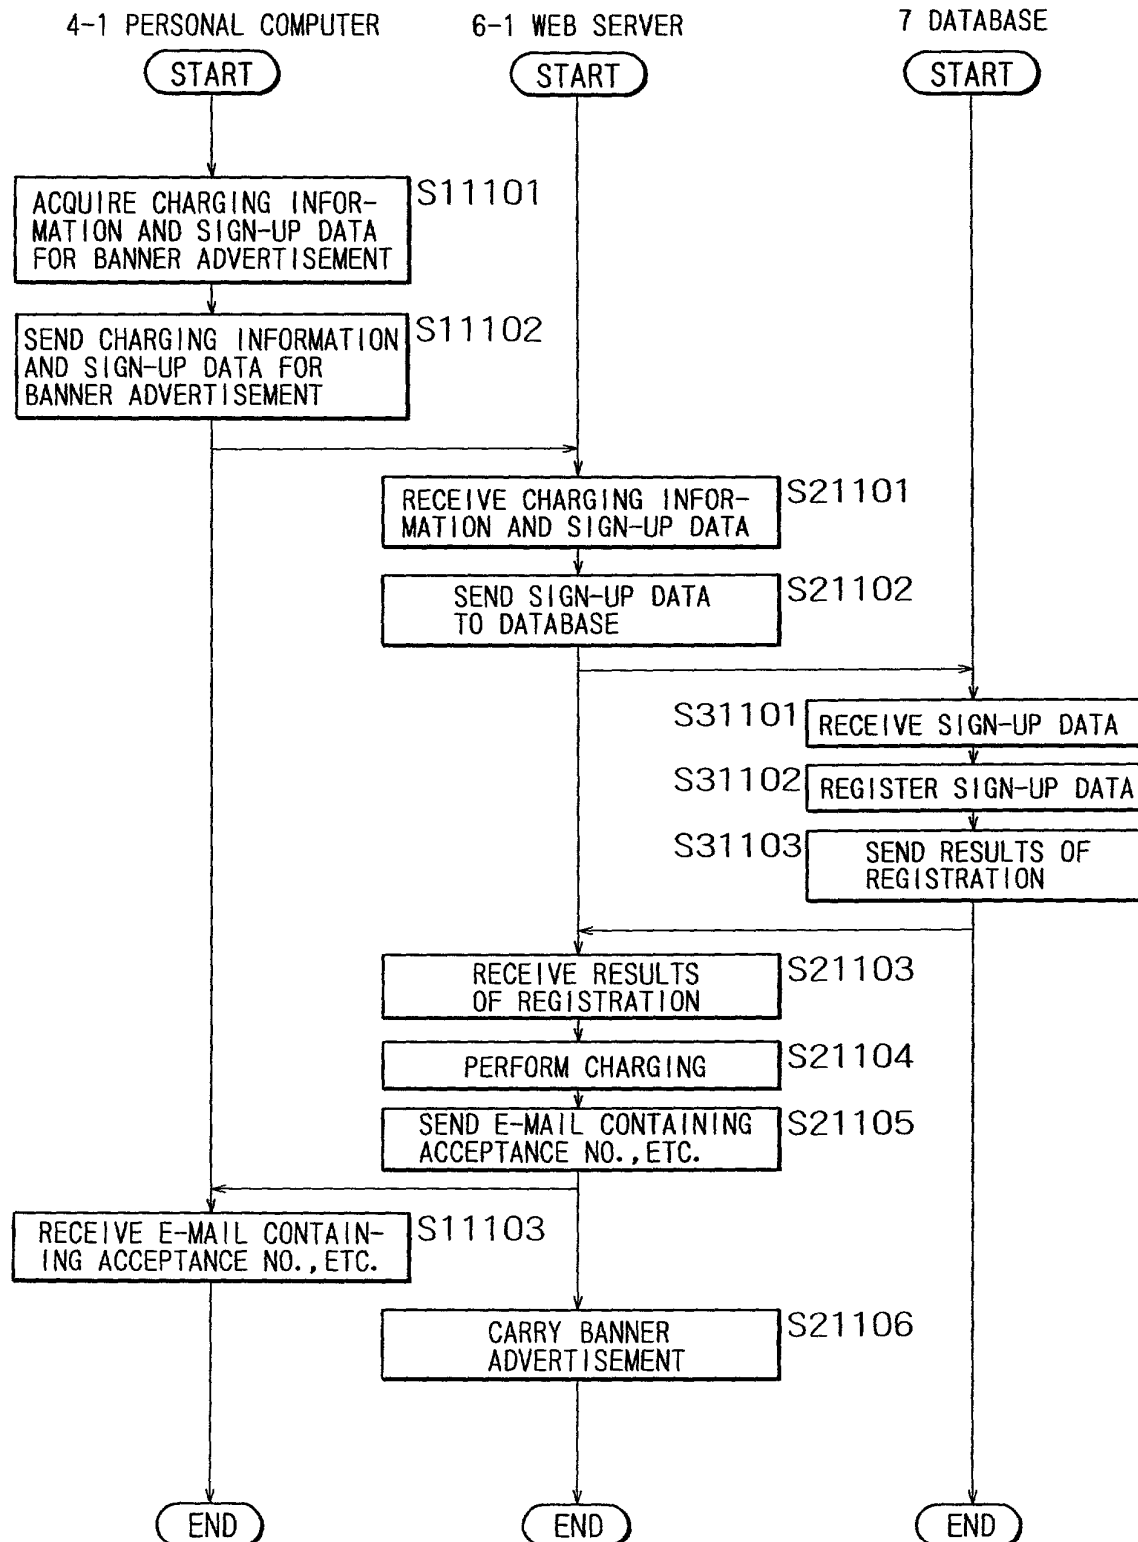 4-1 PERSONAL COMPUTER
6-1 WEB SERVER
7 DATABASE
START
START
START
ACQUIRE CHARGING INFOR-
MATION AND SIGN-UP DATA
FOR BANNER ADVERTISEMENT
S11101
SEND CHARGING INFORMATION
AND SIGN-UP DATA FOR
BANNER ADVERTISEMENT
S11102
RECEIVE CHARGING INFOR-
MATION AND SIGN-UP DATA
S21101
SEND SIGN-UP DATA
TO DATABASE
S21102
S31101
RECEIVE SIGN-UP DATA
S31102
REGISTER SIGN-UP DATA
S31103
SEND RESULTS OF
REGISTRATION
RECEIVE RESULTS
OF REGISTRATION
S21103
PERFORM CHARGING
S21104
SEND E-MAIL CONTAINING
ACCEPTANCE NO.,ETC.
S21105
RECEIVE E-MAIL CONTAIN-
ING ACCEPTANCE NO.,ETC.
S11103
CARRY BANNER
ADVERTISEMENT
S21106
END
END
END